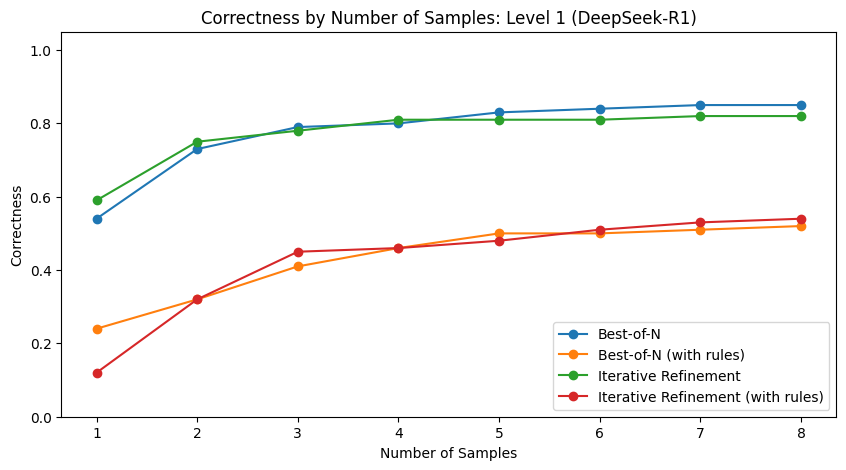 Correctness by Number of Samples: Level 1 (DeepSeek-R1)
Correctness
1.0
0.8
0.6
0.4
0.2
0.0
1 2 3 4 5 6 7 8
Number of Samples
Best-of-N
Best-of-N (with rules)
Iterative Refinement
Iterative Refinement (with rules)